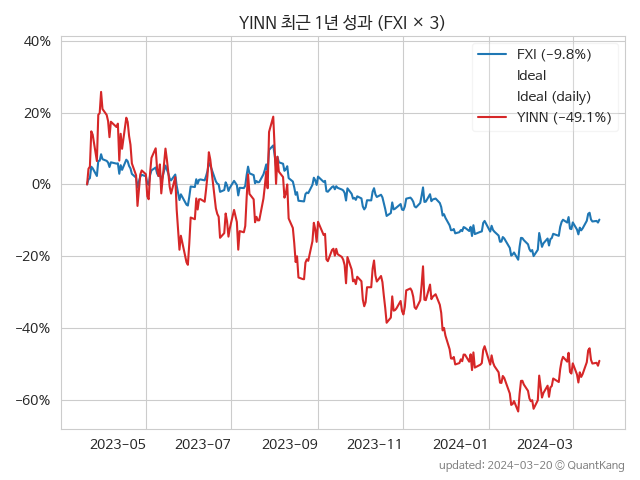 YINN 최근 1년 성과 (FXI × 3)
40%
20%
0%
−20%
−40%
−60%
FXI (−9.8%)
Ideal
Ideal (daily)
YINN (−49.1%)
2023−05
2023−07
2023−09
2023−11
2024−01
2024−03
updated: 2024−03−20 © QuantKang